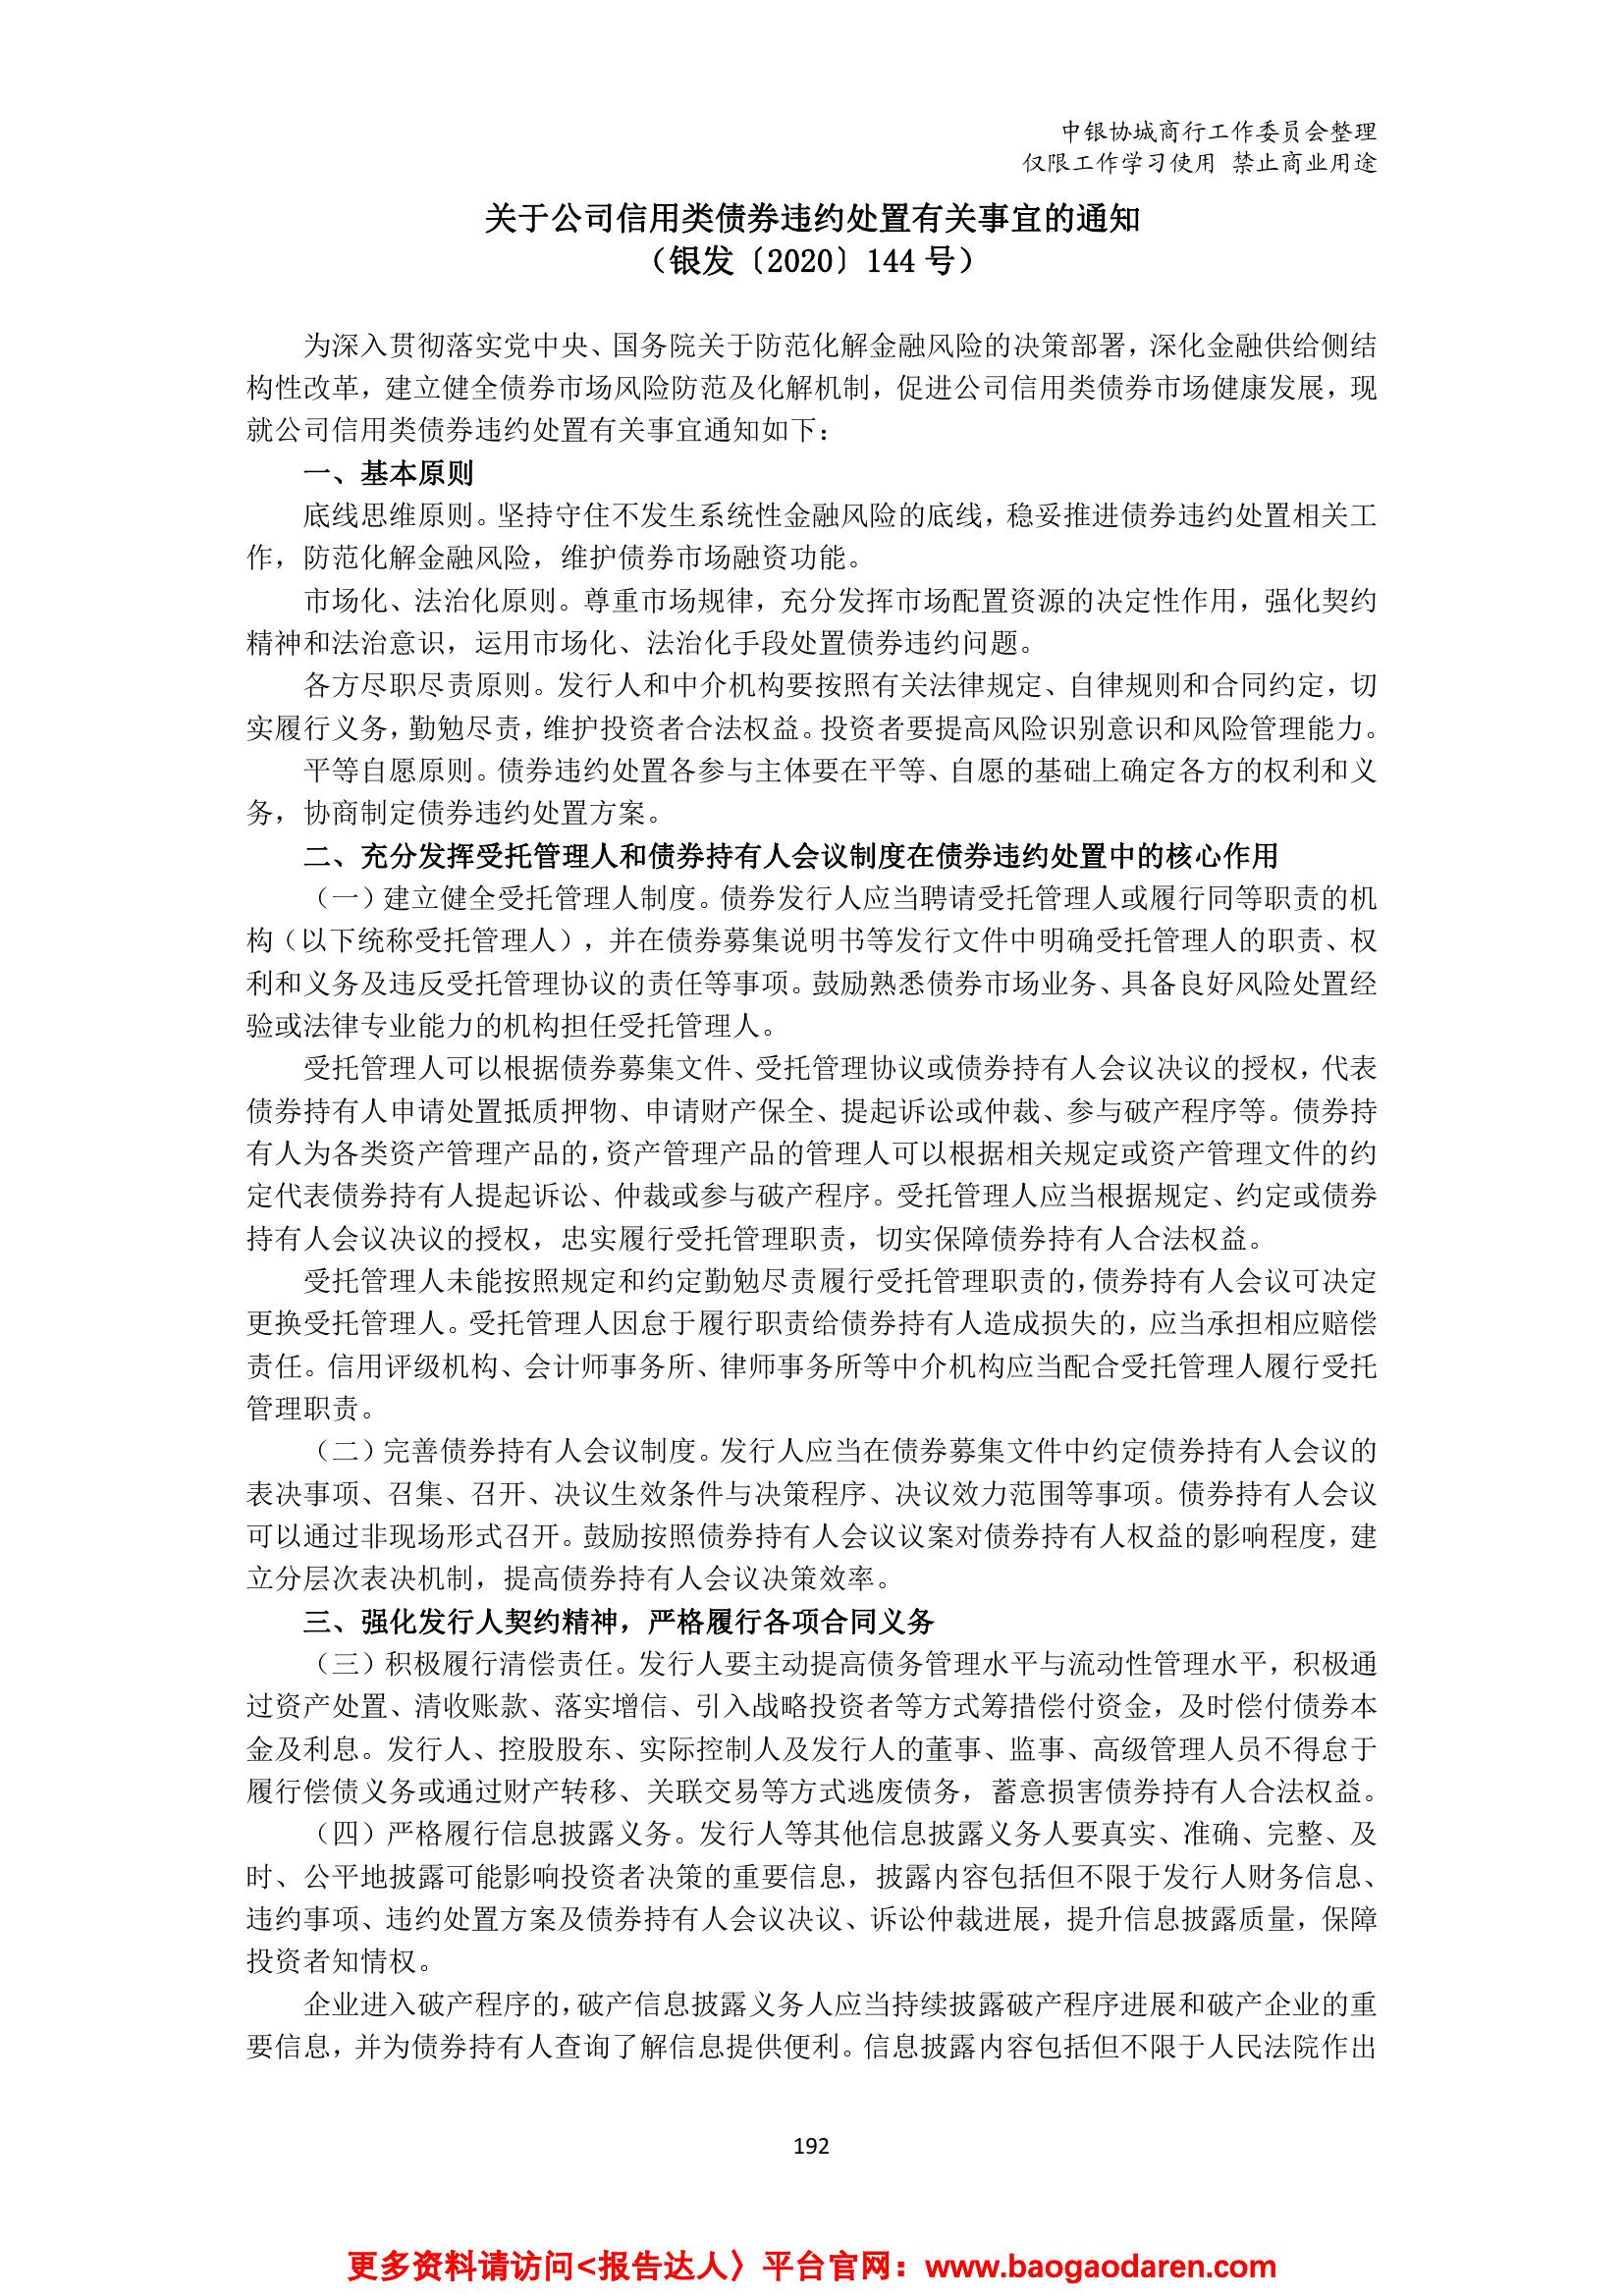 中银协城商行工作委员会整理
仅限工作学习使用 禁止商业用途
关于公司信用类债券违约处置有关事宜的通知
（银发〔2020〕144 号）
为深入贯彻落实党中央、国务院关于防范化解金融风险的决策部署，深化金融供给侧结
构性改革，建立健全债券市场风险防范及化解机制，促进公司信用类债券市场健康发展，现
就公司信用类债券违约处置有关事宜通知如下：
一、基本原则
底线思维原则。坚持守住不发生系统性金融风险的底线，稳妥推进债券违约处置相关工
作，防范化解金融风险，维护债券市场融资功能。
市场化、法治化原则。尊重市场规律，充分发挥市场配置资源的决定性作用，强化契约
精神和法治意识，运用市场化、法治化手段处置债券违约问题。
各方尽职尽责原则。发行人和中介机构要按照有关法律规定、自律规则和合同约定，切
实履行义务，勤勉尽责，维护投资者合法权益。投资者要提高风险识别意识和风险管理能力。
平等自愿原则。债券违约处置各参与主体要在平等、自愿的基础上确定各方的权利和义
务，协商制定债券违约处置方案。
二、充分发挥受托管理人和债券持有人会议制度在债券违约处置中的核心作用
（一）建立健全受托管理人制度。债券发行人应当聘请受托管理人或履行同等职责的机
构（以下统称受托管理人），并在债券募集说明书等发行文件中明确受托管理人的职责、权
利和义务及违反受托管理协议的责任等事项。鼓励熟悉债券市场业务、具备良好风险处置经
验或法律专业能力的机构担任受托管理人。
受托管理人可以根据债券募集文件、受托管理协议或债券持有人会议决议的授权，代表
债券持有人申请处置抵质押物、申请财产保全、提起诉讼或仲裁、参与破产程序等。债券持
有人为各类资产管理产品的，资产管理产品的管理人可以根据相关规定或资产管理文件的约
定代表债券持有人提起诉讼、仲裁或参与破产程序。受托管理人应当根据规定、约定或债券
持有人会议决议的授权，忠实履行受托管理职责，切实保障债券持有人合法权益。
受托管理人未能按照规定和约定勤勉尽责履行受托管理职责的，债券持有人会议可决定
更换受托管理人。受托管理人因怠于履行职责给债券持有人造成损失的，应当承担相应赔偿
责任。信用评级机构、会计师事务所、律师事务所等中介机构应当配合受托管理人履行受托
管理职责。
（二）完善债券持有人会议制度。发行人应当在债券募集文件中约定债券持有人会议的
表决事项、召集、召开、决议生效条件与决策程序、决议效力范围等事项。债券持有人会议
可以通过非现场形式召开。鼓励按照债券持有人会议议案对债券持有人权益的影响程度，建
立分层次表决机制，提高债券持有人会议决策效率。
三、强化发行人契约精神，严格履行各项合同义务
（三）积极履行清偿责任。发行人要主动提高债务管理水平与流动性管理水平，积极通
过资产处置、清收账款、落实增信、引入战略投资者等方式筹措偿付资金，及时偿付债券本
金及利息。发行人、控股股东、实际控制人及发行人的董事、监事、高级管理人员不得怠于
履行偿债义务或通过财产转移、关联交易等方式逃废债务，蓄意损害债券持有人合法权益。
（四）严格履行信息披露义务。发行人等其他信息披露义务人要真实、准确、完整、及
时、公平地披露可能影响投资者决策的重要信息，披露内容包括但不限于发行人财务信息、
违约事项、违约处置方案及债券持有人会议决议、诉讼仲裁进展，提升信息披露质量，保障
投资者知情权。
企业进入破产程序的，破产信息披露义务人应当持续披露破产程序进展和破产企业的重
要信息，并为债券持有人查询了解信息提供便利。信息披露内容包括但不限于人民法院作出
192
更多资料请访问<报告达人〉平台官网：www.baogaodaren.com